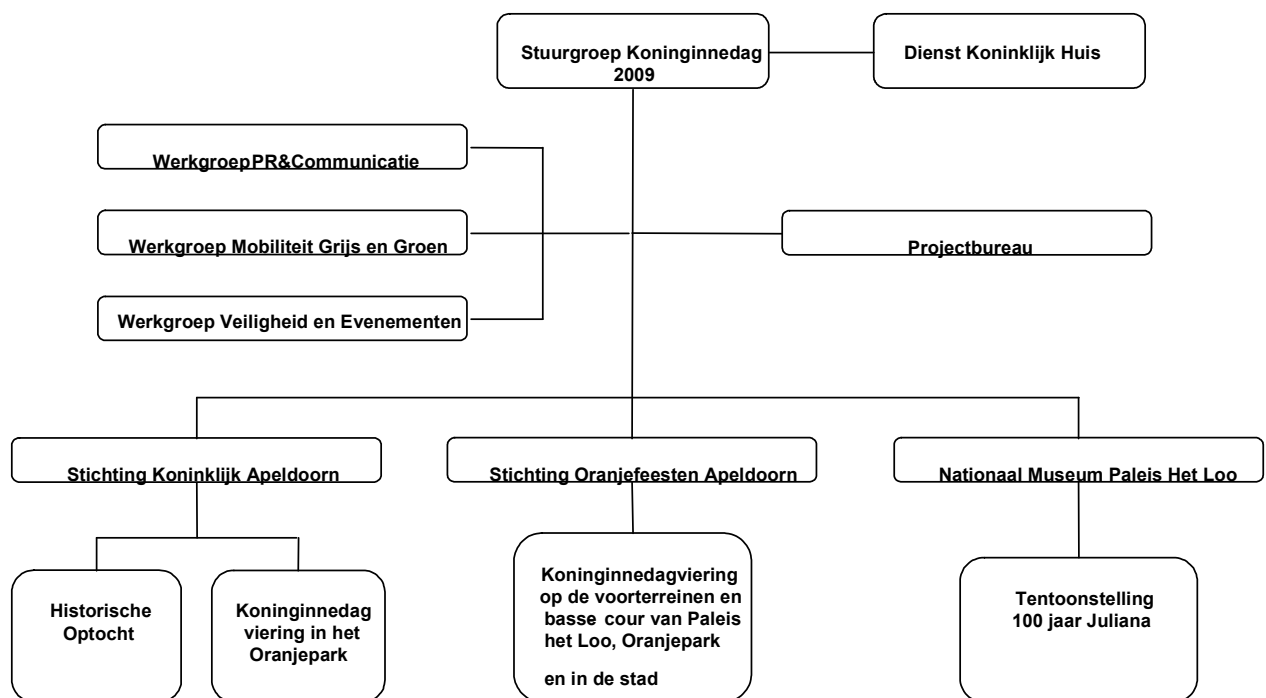 Stuurgroep Koninginnedag
2009
Dienst Koninklijk Huis
WerkgroepPR&Communicatie
Werkgroep Mobiliteit Grijs en Groen
Projectbureau
Werkgroep Veiligheid en Evenementen
Stichting Koninklijk Apeldoorn
Stichting Oranjefeesten Apeldoorn
Nationaal Museum Paleis Het Loo
Historische
Optocht
Koninginnedag
viering in het
Oranjepark
Koninginnedagviering
op de voorterreinen en
basse cour van Paleis
het Loo, Oranjepark
en in de stad
Tentoonstelling
100 jaar Juliana